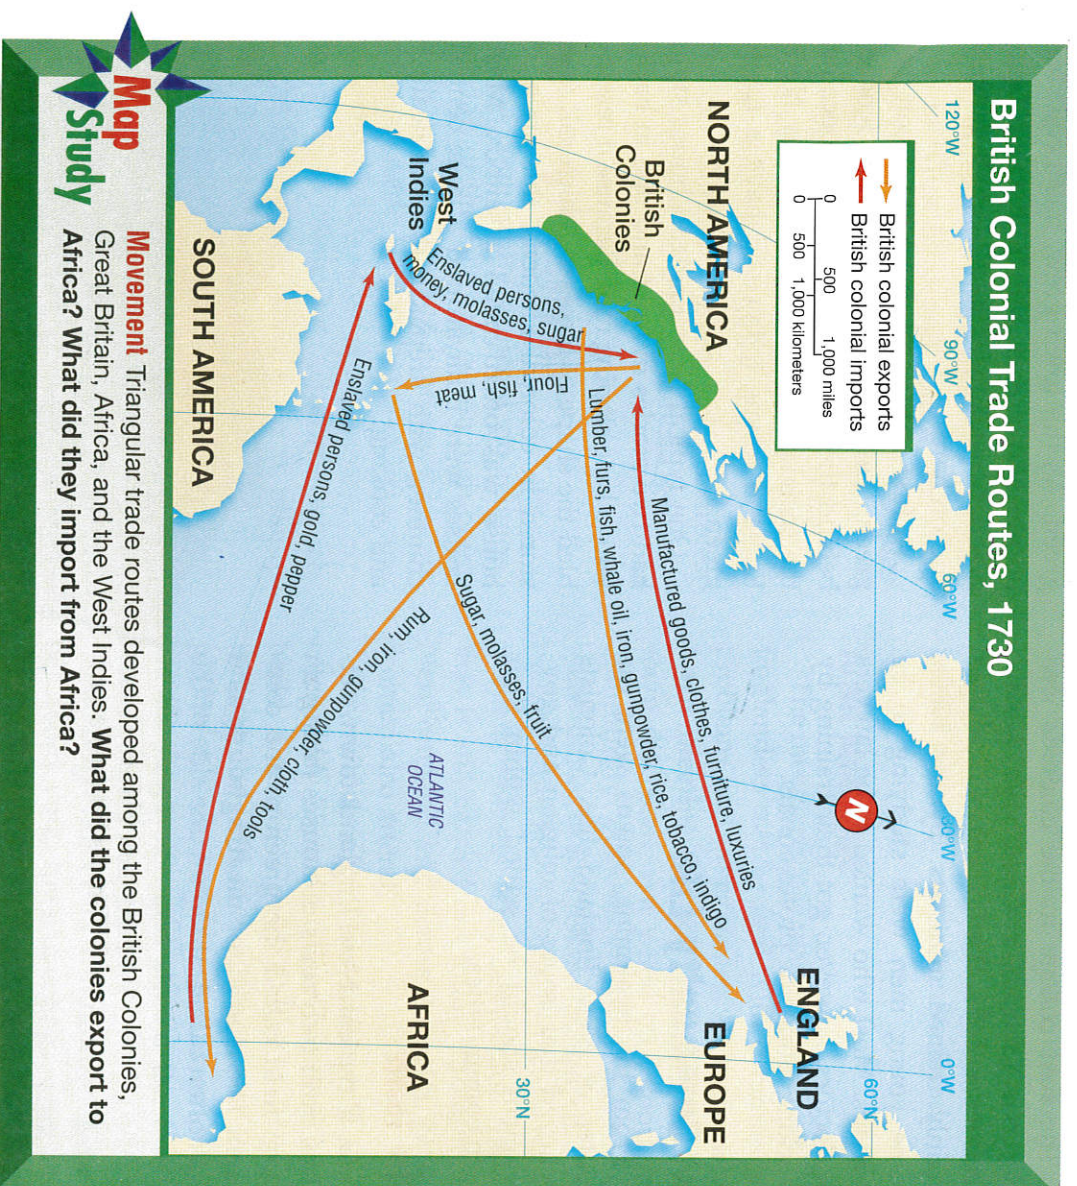 British Colonial Trade Routes, 1730
120°W
90°W
60°W
30°W
0°W
British colonial exports
British colonial imports
0 500 1,000 miles
0 500 1,000 kilometers
N
60°N
30°N
NORTH AMERICA
British
Colonies
ENGLAND
EUROPE
Manufactured goods, clothes, furniture, luxuries
Lumber, furs, fish, whale oil, iron, gunpowder, rice, tobacco, indigo
Flour, fish, meat
Enslaved persons,
money, molasses, sugar
West
Indies
Sugar, molasses, fruit
ATLANTIC
OCEAN
AFRICA
Rum, iron, gunpowder, cloth, tools
Enslaved persons, gold, pepper
SOUTH AMERICA
Map
Study
Movement Triangular trade routes developed among the British Colonies,
Great Britain, Africa, and the West Indies. What did the colonies export to
Africa? What did they import from Africa?